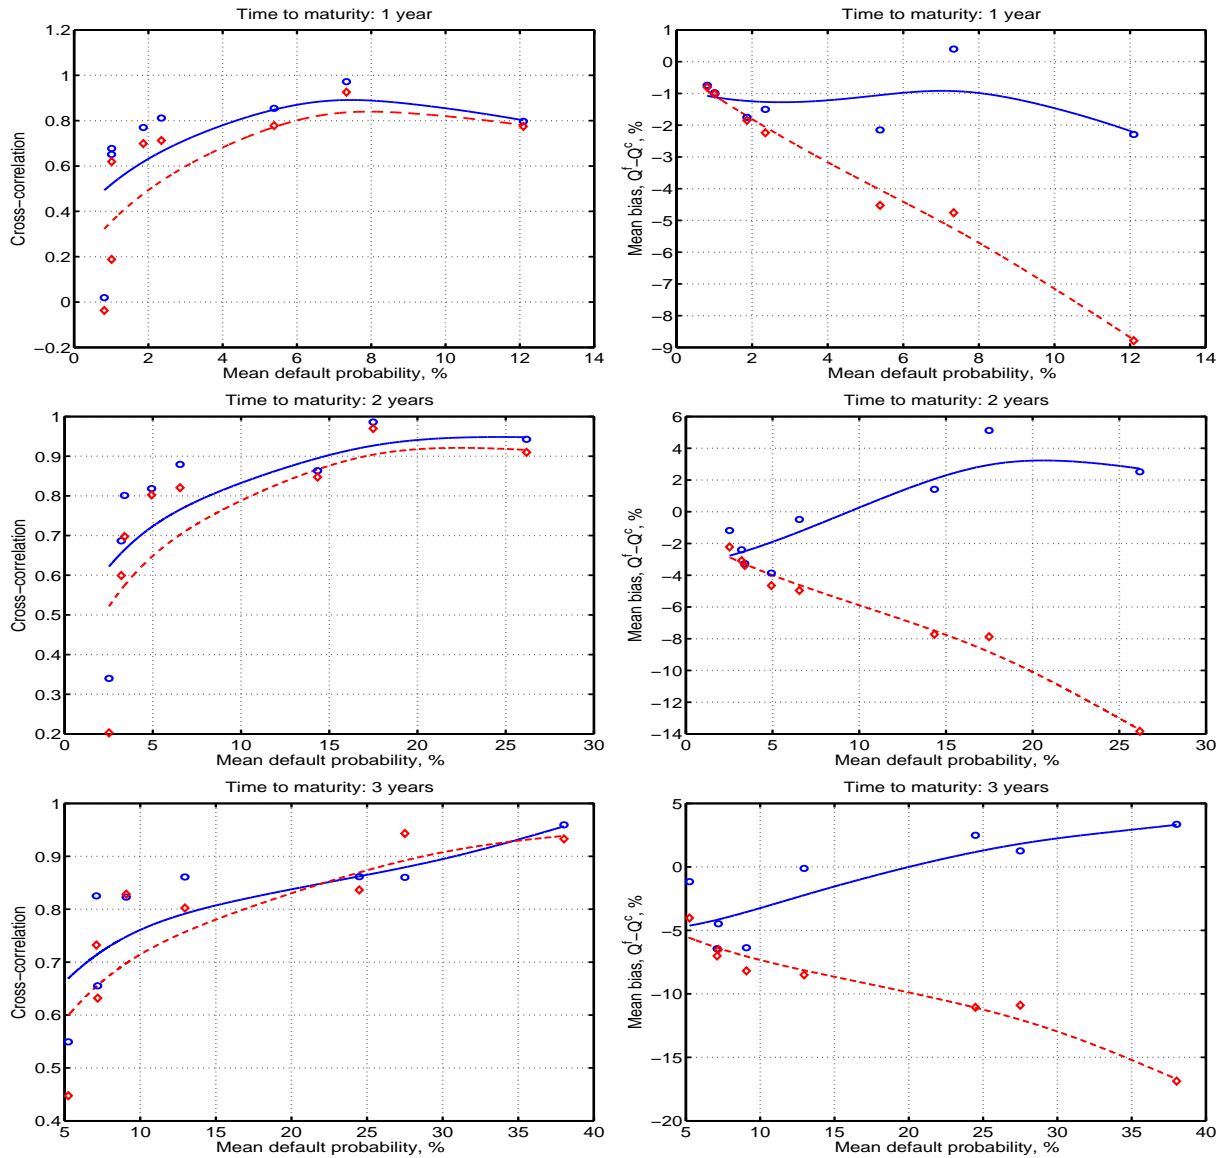 Time to maturity: 1 year
1.2
1
0.8
0.6
0.4
0.2
0
−0.2
Cross−correlation
0 2 4 6 8 10 12 14
Mean default probability, %
Time to maturity: 1 year
1
0
−1
−2
−3
−4
−5
−6
−7
−8
−9
Mean bias, Qᶠ−Qᶜ, %
0 2 4 6 8 10 12 14
Mean default probability, %
Time to maturity: 2 years
1
0.9
0.8
0.7
0.6
0.5
0.4
0.3
0.2
Cross−correlation
0 5 10 15 20 25 30
Mean default probability, %
Time to maturity: 2 years
6
4
2
0
−2
−4
−6
−8
−10
−12
−14
Mean bias, Qᶠ−Qᶜ, %
0 5 10 15 20 25 30
Mean default probability, %
Time to maturity: 3 years
1
0.9
0.8
0.7
0.6
0.5
0.4
Cross−correlation
5 10 15 20 25 30 35 40
Mean default probability, %
Time to maturity: 3 years
5
0
−5
−10
−15
−20
Mean bias, Qᶠ−Qᶜ, %
5 10 15 20 25 30 35 40
Mean default probability, %